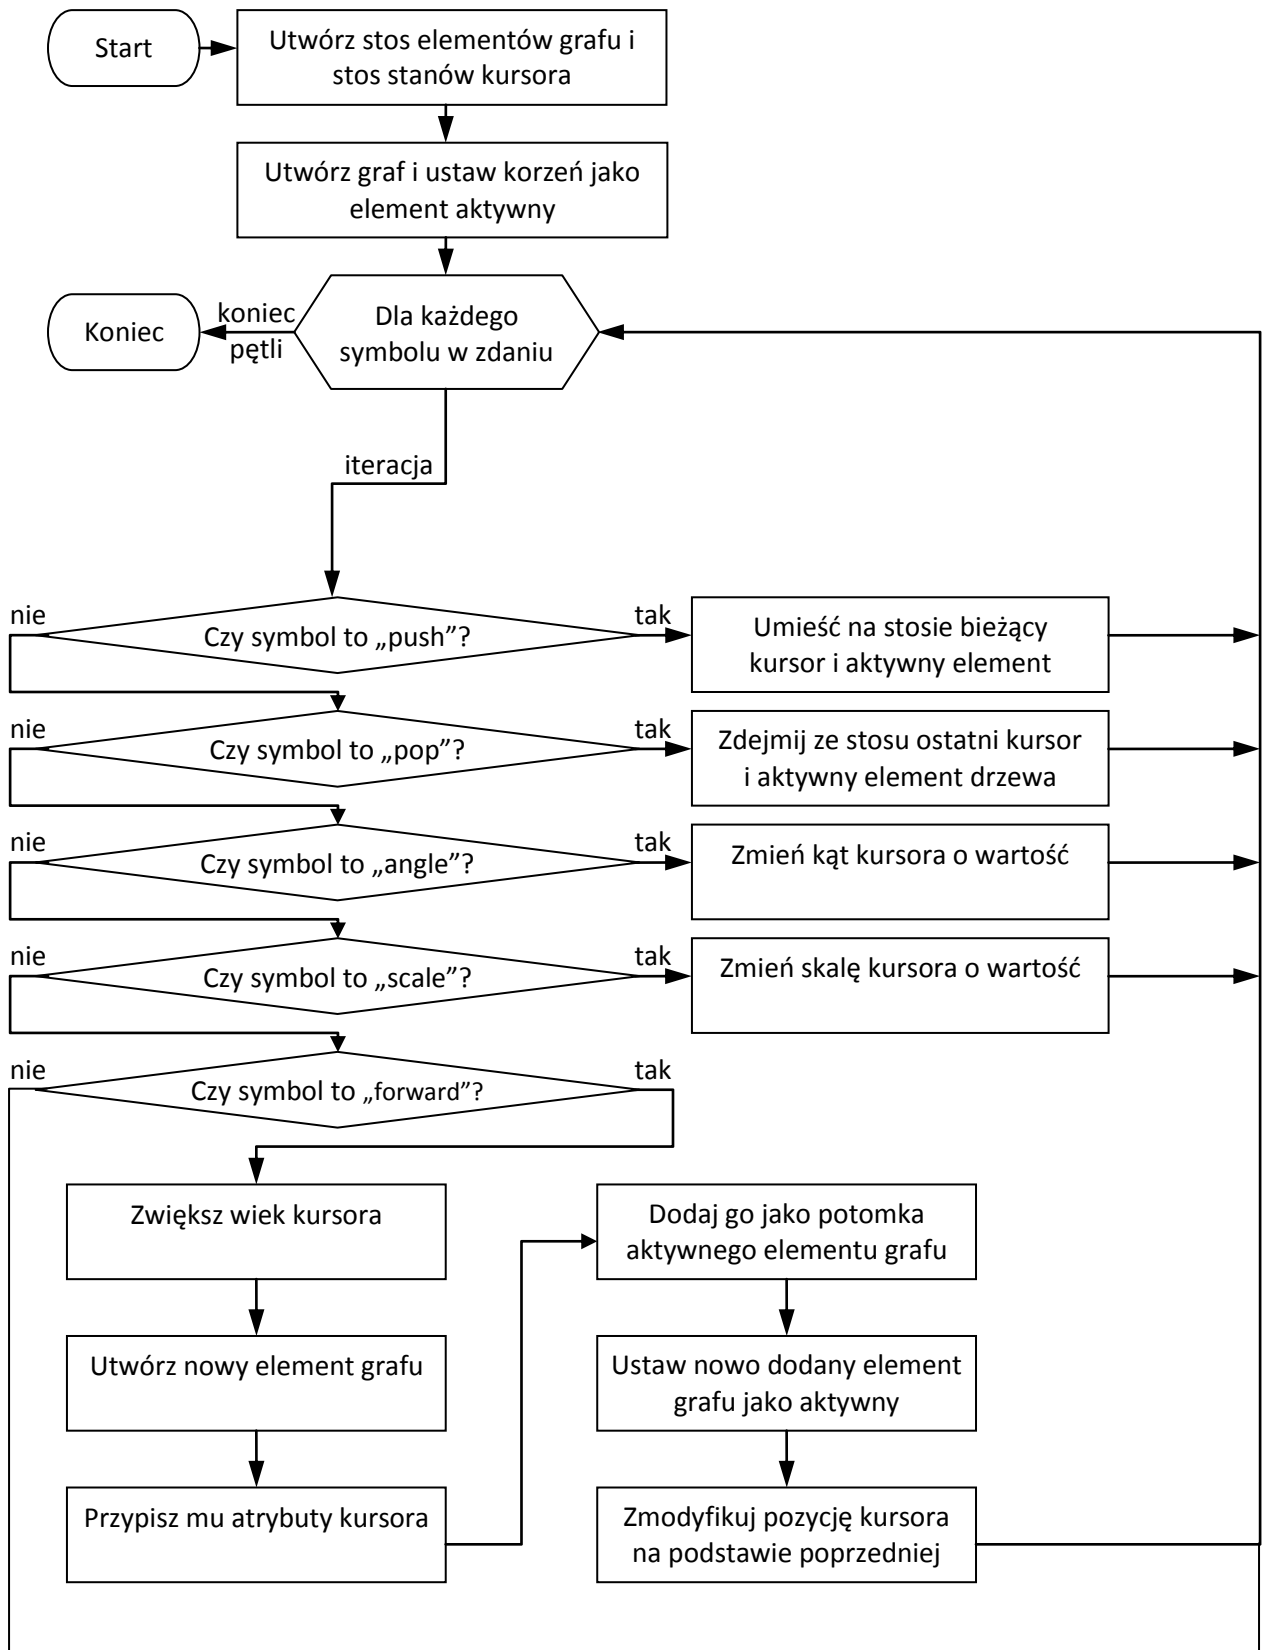 Start
Utwórz stos elementów grafu i
stos stanów kursora
Utwórz graf i ustaw korzeń jako
element aktywny
Koniec
koniec
pętli
Dla każdego
symbolu w zdaniu
iteracja
nie
Czy symbol to „push”?
tak
Umieść na stosie bieżący
kursor i aktywny element
nie
Czy symbol to „pop”?
tak
Zdejmij ze stosu ostatni kursor
i aktywny element drzewa
nie
Czy symbol to „angle”?
tak
Zmień kąt kursora o wartość
nie
Czy symbol to „scale”?
tak
Zmień skalę kursora o wartość
nie
Czy symbol to „forward”?
tak
Zwiększ wiek kursora
Utwórz nowy element grafu
Przypisz mu atrybuty kursora
Dodaj go jako potomka
aktywnego elementu grafu
Ustaw nowo dodany element
grafu jako aktywny
Zmodyfikuj pozycję kursora
na podstawie poprzedniej